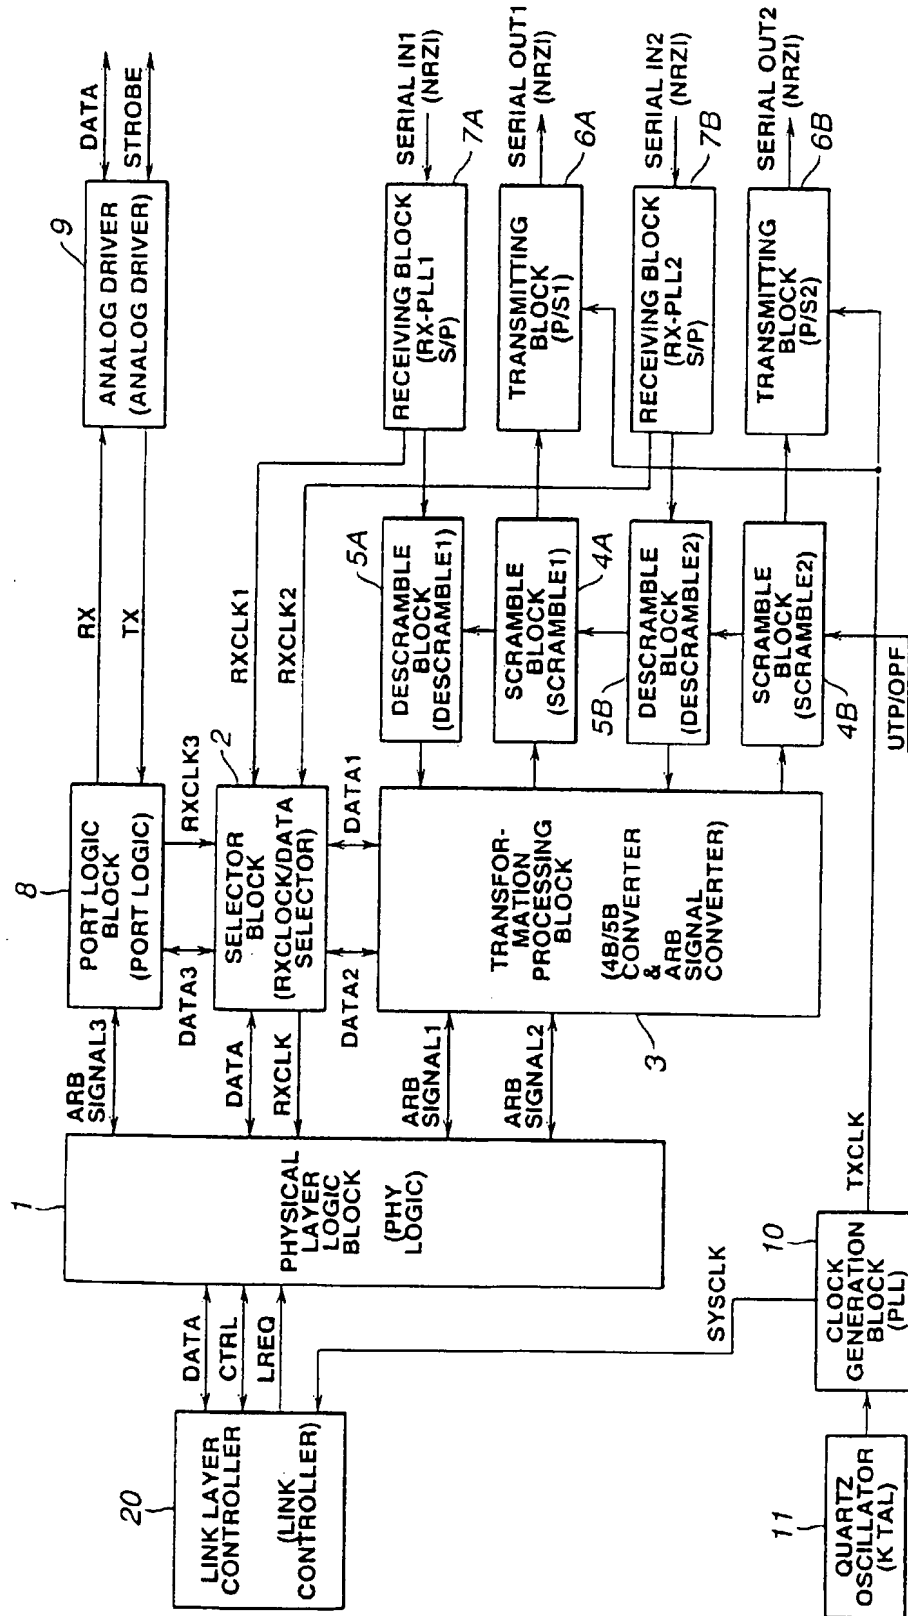 20
LINK LAYER
CONTROLLER
(LINK
CONTROLLER)
DATA
CTRL
LREQ
SYSCLK
11
QUARTZ
OSCILLATOR
(K TAL)
10
CLOCK
GENERATION
BLOCK
(PLL)
TXCLK
1
PHYSICAL
LAYER
LOGIC
BLOCK
(PHY
LOGIC)
ARB
SIGNAL3
DATA
RXCLK
ARB
SIGNAL1
ARB
SIGNAL2
8
PORT LOGIC
BLOCK
(PORT LOGIC)
DATA3
RXCLK3
2
SELECTOR
BLOCK
(RXCLOCK/DATA
SELECTOR)
DATA2
DATA1
TRANSFOR-
MATION
PROCESSING
BLOCK
(4B/5B
CONVERTER
&
ARB
SIGNAL
CONVERTER)
3
RX
TX
RXCLK1
RXCLK2
9
ANALOG DRIVER
(ANALOG DRIVER)
DATA
STROBE
5A
DESCRAMBLE
BLOCK
(DESCRAMBLE1)
SCRAMBLE
BLOCK
(SCRAMBLE1)
4A
5B
DESCRAMBLE
BLOCK
(DESCRAMBLE2)
SCRAMBLE
BLOCK
(SCRAMBLE2)
4B
UTP/OPF
RECEIVING BLOCK
(RX-PLL1
S/P)
7A
SERIAL IN1
(NRZI)
TRANSMITTING
BLOCK
(P/S1)
6A
SERIAL OUT1
(NRZI)
RECEIVING BLOCK
(RX-PLL2
S/P)
7B
SERIAL IN2
(NRZI)
TRANSMITTING
BLOCK
(P/S2)
6B
SERIAL OUT2
(NRZI)